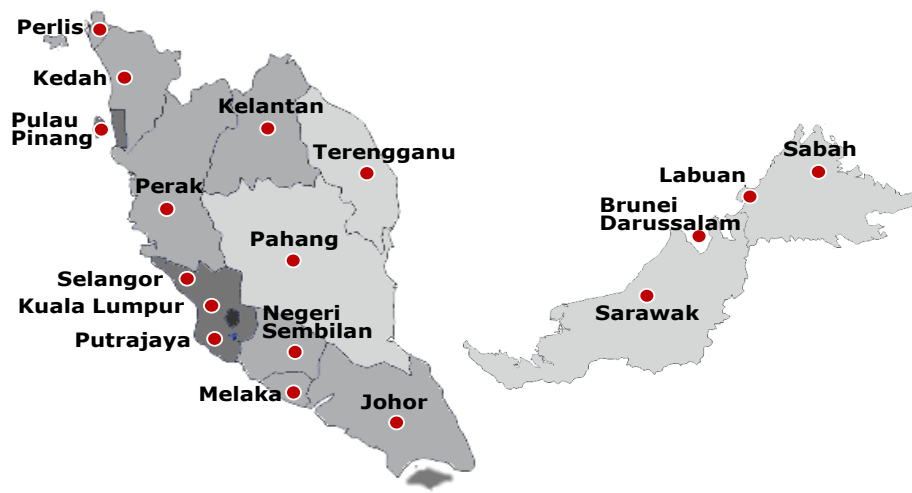 Perlis
Kedah
Pulau
Pinang
Kelantan
Terengganu
Perak
Pahang
Selangor
Kuala Lumpur
Negeri
Sembilan
Putrajaya
Melaka
Johor
Sabah
Labuan
Brunei
Darussalam
Sarawak